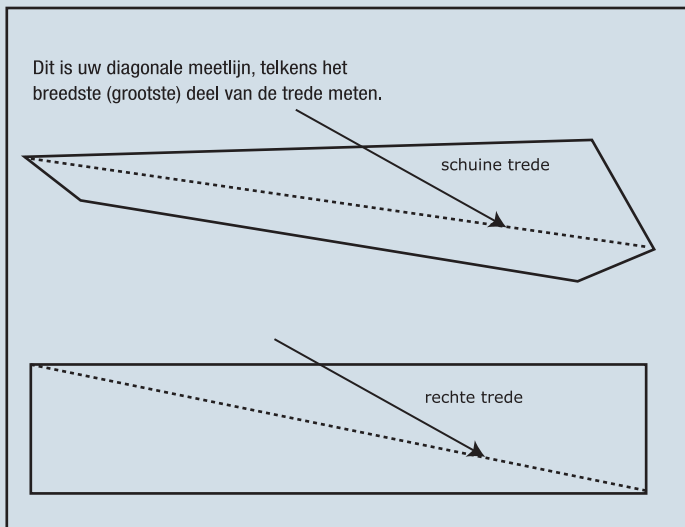 Dit is uw diagonale meetlijn, telkens het
breedste (grootste) deel van de trede meten.
schuine trede
rechte trede